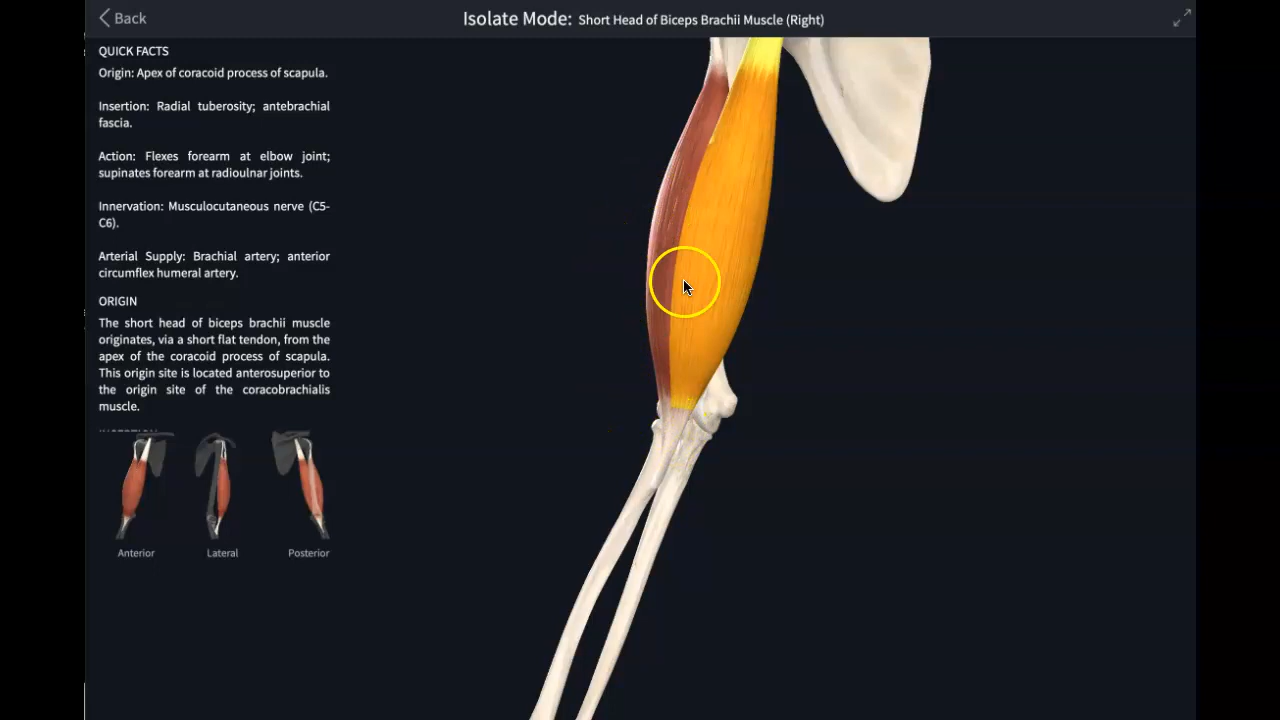 Back
Isolate Mode: Short Head of Biceps Brachii Muscle (Right)
QUICK FACTS
Origin: Apex of coracoid process of scapula.
Insertion: Radial tuberosity; antebrachial
fascia.
Action: Flexes forearm at elbow joint;
supinates forearm at radioulnar joints.
Innervation: Musculocutaneous nerve (C5-
C6).
Arterial Supply: Brachial artery; anterior
circumflex humeral artery.
ORIGIN
The short head of biceps brachii muscle
originates, via a short flat tendon, from the
apex of the coracoid process of scapula.
This origin site is located anterosuperior to
the origin site of the coracobrachialis
muscle.
Anterior
Lateral
Posterior